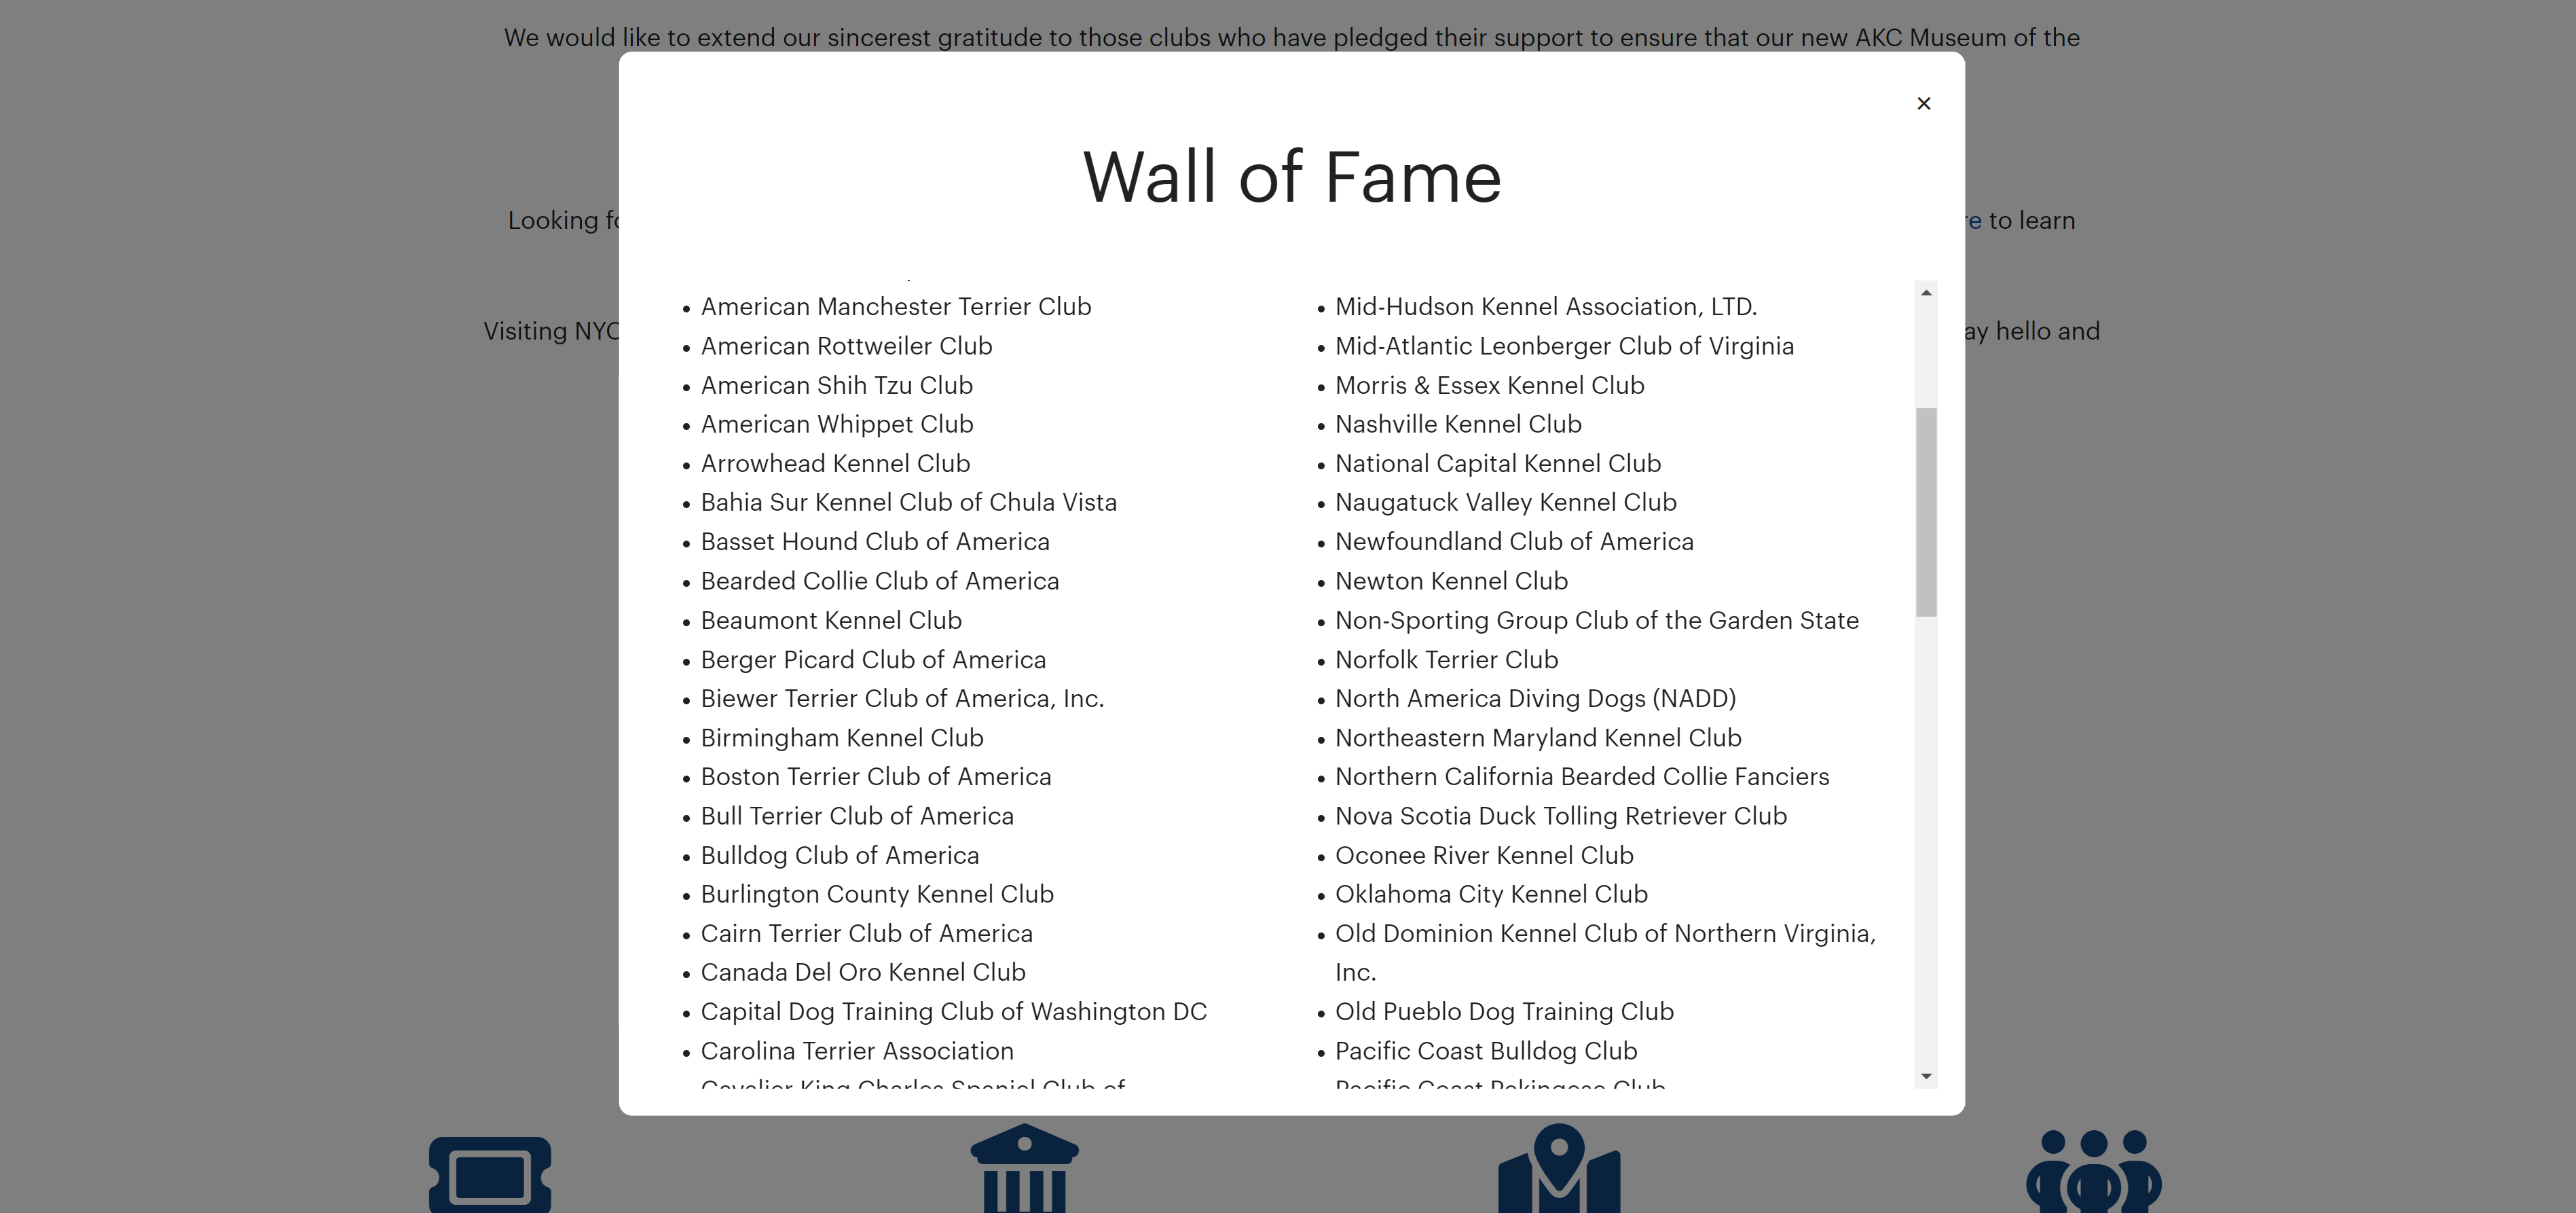 We would like to extend our sincerest gratitude to those clubs who have pledged their support to ensure that our new AKC Museum of the
×
Wall of Fame
Looking
to learn
Visiting NYC
hello and
• American Manchester Terrier Club
• American Rottweiler Club
• American Shih Tzu Club
• American Whippet Club
• Arrowhead Kennel Club
• Bahia Sur Kennel Club of Chula Vista
• Basset Hound Club of America
• Bearded Collie Club of America
• Beaumont Kennel Club
• Berger Picard Club of America
• Biewer Terrier Club of America, Inc.
• Birmingham Kennel Club
• Boston Terrier Club of America
• Bull Terrier Club of America
• Bulldog Club of America
• Burlington County Kennel Club
• Cairn Terrier Club of America
• Canada Del Oro Kennel Club
• Capital Dog Training Club of Washington DC
• Carolina Terrier Association
Cavalier King Charles Spaniel Club of
• Mid-Hudson Kennel Association, LTD.
• Mid-Atlantic Leonberger Club of Virginia
• Morris & Essex Kennel Club
• Nashville Kennel Club
• National Capital Kennel Club
• Naugatuck Valley Kennel Club
• Newfoundland Club of America
• Newton Kennel Club
• Non-Sporting Group Club of the Garden State
• Norfolk Terrier Club
• North America Diving Dogs (NADD)
• Northeastern Maryland Kennel Club
• Northern California Bearded Collie Fanciers
• Nova Scotia Duck Tolling Retriever Club
• Oconee River Kennel Club
• Oklahoma City Kennel Club
• Old Dominion Kennel Club of Northern Virginia,
Inc.
• Old Pueblo Dog Training Club
• Pacific Coast Bulldog Club
Pacific Coast Pekingese Club